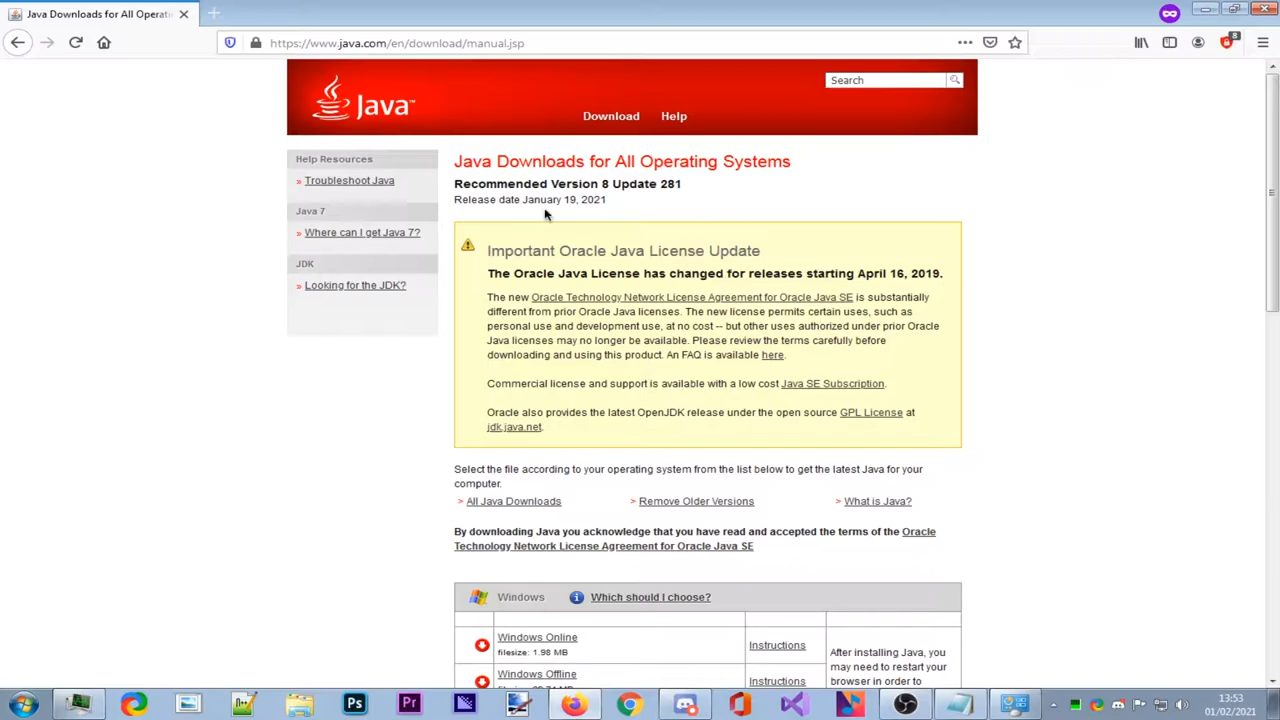 Java Downloads for All Operati
https://www.java.com/en/download/manual.jsp
8
Java™
Search
Download Help
Help Resources
» Troubleshoot Java
Java 7
» Where can I get Java 7?
JDK
» Looking for the JDK?
Java Downloads for All Operating Systems
Recommended Version 8 Update 281
Release date January 19, 2021
Important Oracle Java License Update
The Oracle Java License has changed for releases starting April 16, 2019.
The new Oracle Technology Network License Agreement for Oracle Java SE is substantially
different from prior Oracle Java licenses. The new license permits certain uses, such as
personal use and development use, at no cost -- but other uses authorized under prior Oracle
Java licenses may no longer be available. Please review the terms carefully before
downloading and using this product. An FAQ is available here.
Commercial license and support is available with a low cost Java SE Subscription.
Oracle also provides the latest OpenJDK release under the open source GPL License at
jdk.java.net.
Select the file according to your operating system from the list below to get the latest Java for your
computer.
> All Java Downloads > Remove Older Versions > What is Java?
By downloading Java you acknowledge that you have read and accepted the terms of the Oracle
Technology Network License Agreement for Oracle Java SE
Windows Which should I choose?
Windows Online
filesize: 1.98 MB
Instructions
Windows Offline
Instructions
After installing Java, you
may need to restart your
browser in order to
Ps
Pr
13:53
01/02/2021